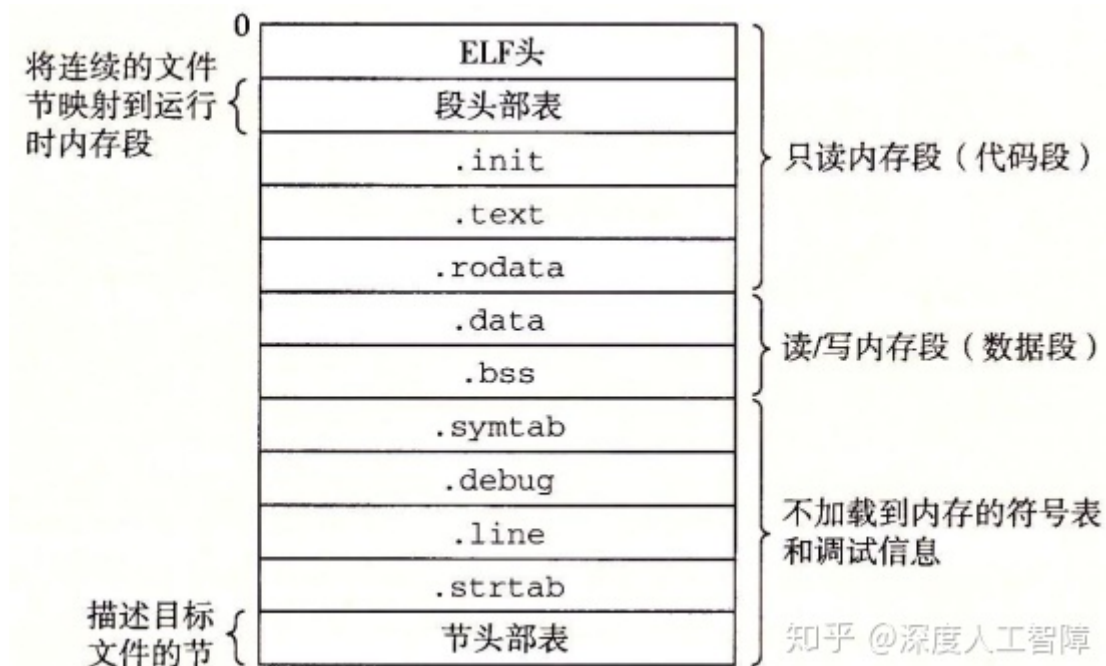 0
ELF头
将连续的文件
节映射到运行
时内存段
段头部表
.init
.text
.rodata
只读内存段（代码段）
.data
.bss
读/写内存段（数据段）
.symtab
.debug
.line
.strtab
不加载到内存的符号表
和调试信息
描述目标
文件的节
节头部表
知乎 @深度人工智障